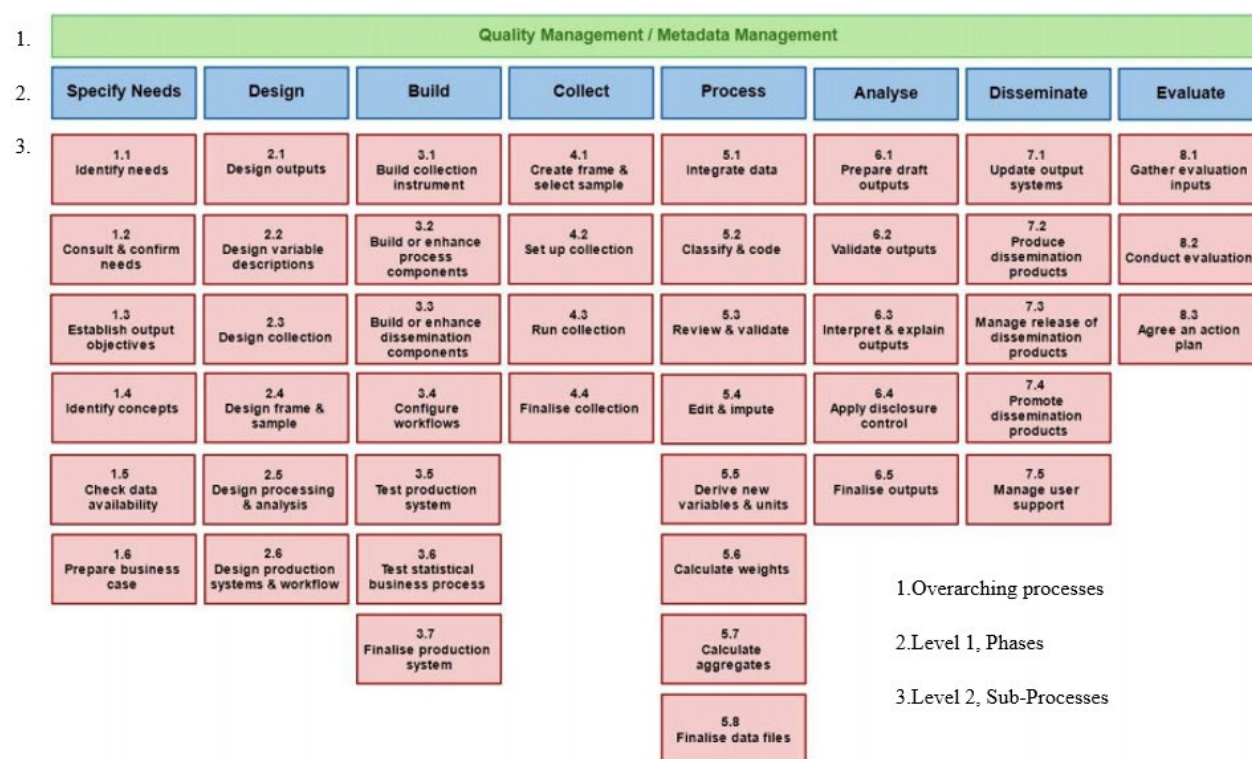 1.
Quality Management / Metadata Management
2.
Specify Needs
Design
Build
Collect
Process
Analyse
Disseminate
Evaluate
3.
1.1
Identify needs
2.1
Design outputs
3.1
Build collection
instrument
4.1
Create frame &
select sample
5.1
Integrate data
6.1
Prepare draft
outputs
7.1
Update output
systems
8.1
Gather evaluation
inputs
1.2
Consult & confirm
needs
2.2
Design variable
descriptions
3.2
Build or enhance
process
components
4.2
Set up collection
5.2
Classify & code
6.2
Validate outputs
7.2
Produce
dissemination
products
8.2
Conduct evaluation
1.3
Establish output
objectives
2.3
Design collection
3.3
Build or enhance
dissemination
components
4.3
Run collection
5.3
Review & validate
6.3
Interpret & explain
outputs
7.3
Manage release of
dissemination
products
8.3
Agree an action
plan
1.4
Identify concepts
2.4
Design frame &
sample
3.4
Configure
workflows
4.4
Finalise collection
5.4
Edit & impute
6.4
Apply disclosure
control
7.4
Promote
dissemination
products
1.5
Check data
availability
2.5
Design processing
& analysis
3.5
Test production
system
5.5
Derive new
variables & units
6.5
Finalise outputs
7.5
Manage user
support
1.6
Prepare business
case
2.6
Design production
systems & workflow
3.6
Test statistical
business process
5.6
Calculate weights
3.7
Finalise production
system
5.7
Calculate
aggregates
5.8
Finalise data files
1.Overarching processes
2.Level 1, Phases
3.Level 2, Sub-Processes